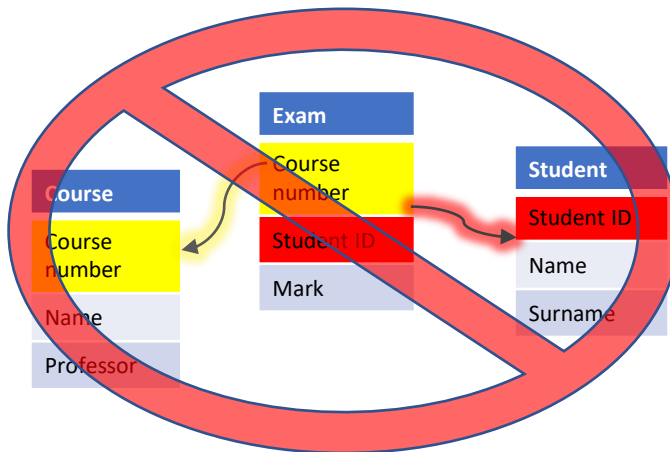 Exam
Course
number
Student ID
Mark
Course
Course
number
Name
Professor
Student
Student ID
Name
Surname